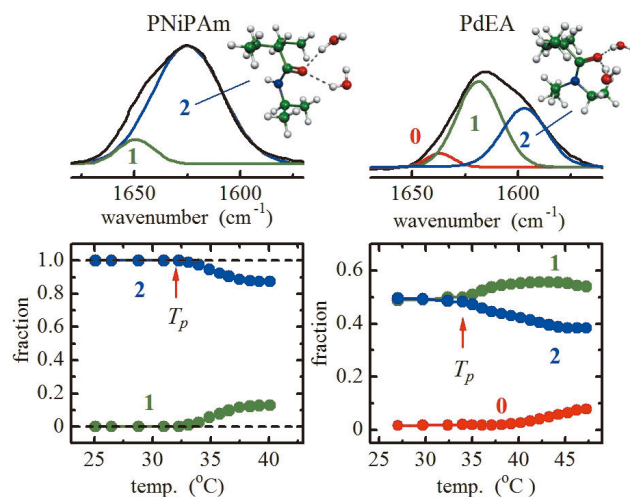 PNiPAm
PdEA
2
1
0
1
2
1650 1600
wavenumber (cm⁻¹)
1650 1600
wavenumber (cm⁻¹)
fraction
1.0
0.8
0.6
0.4
0.2
0
2
Tp
1
25 30 35 40
temp. (°C)
fraction
0.6
0.4
0.2
0
1
2
Tp
0
25 30 35 40 45
temp. (°C)